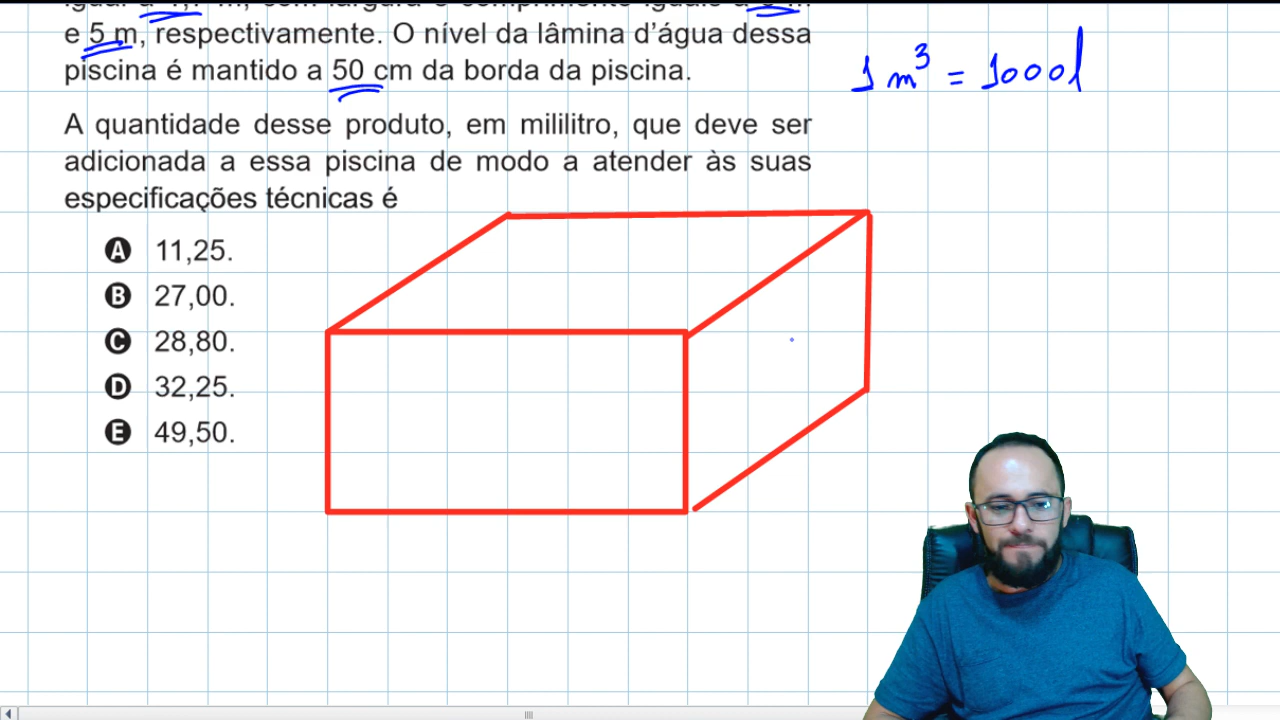 e 5 m, respectivamente. O nível da lâmina d'água dessa
piscina é mantido a 50 cm da borda da piscina.
1 m³ = 1000l
A quantidade desse produto, em mililitro, que deve ser
adicionada a essa piscina de modo a atender às suas
especificações técnicas é
A 11,25.
B 27,00.
C 28,80.
D 32,25.
E 49,50.